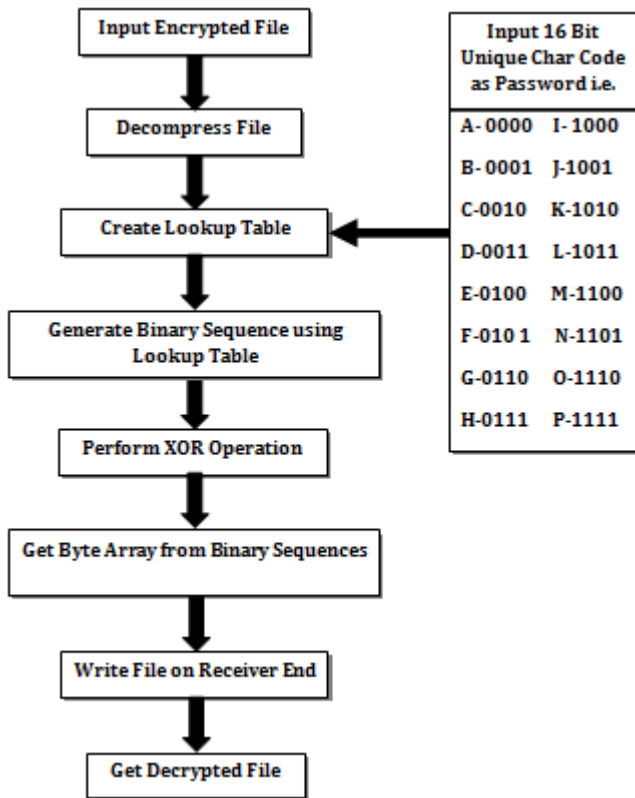 Input Encrypted File
Decompress File
Create Lookup Table
Generate Binary Sequence using
Lookup Table
Perform XOR Operation
Get Byte Array from Binary Sequences
Write File on Receiver End
Get Decrypted File
Input 16 Bit
Unique Char Code
as Password i.e.
A- 0000 I- 1000
B- 0001 J-1001
C-0010 K-1010
D-0011 L-1011
E-0100 M-1100
F-010 1 N-1101
G-0110 O-1110
H-0111 P-1111